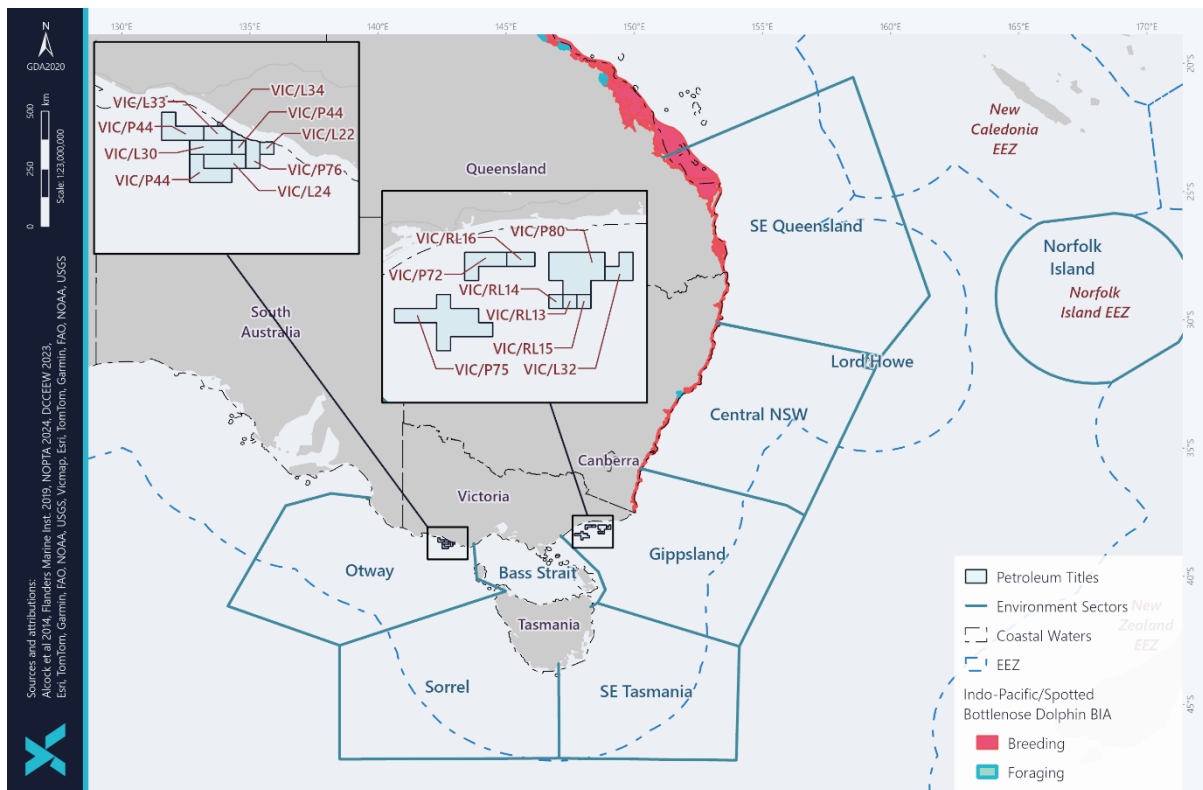 130°E
135°E
140°E
145°E
150°E
155°E
160°E
165°E
170°E
N
GDA2020
500
km
250
0
Scale: 1:23,000,000
Sources and attributions:
Alcock et al 2014, Flanders Marine Inst. 2019, NOPTA 2024, DCCEEW 2023,
Esri, TomTom, Garmin, FAO, NOAA, USGS, Vicmap, Esri, TomTom, Garmin, FAO, NOAA, USGS
VIC/L33
VIC/L34
VIC/P44
VIC/P44
VIC/L22
VIC/L30
VIC/P76
VIC/P44
VIC/L24
VIC/RL16
VIC/P80
VIC/P72
VIC/RL14
VIC/RL13
VIC/RL15
VIC/P75
VIC/L32
Queensland
South
Australia
Canberra
Victoria
Tasmania
New
Caledonia
EEZ
SE Queensland
Norfolk
Island
Norfolk
Island EEZ
Lord Howe
Central NSW
Gippsland
Otway
Bass Strait
Sorrel
SE Tasmania
New
Zealand
EEZ
20°S
25°S
30°S
35°S
40°S
45°S
Petroleum Titles
Environment Sectors
Coastal Waters
EEZ
Indo-Pacific/Spotted
Bottlenose Dolphin BIA
Breeding
Foraging